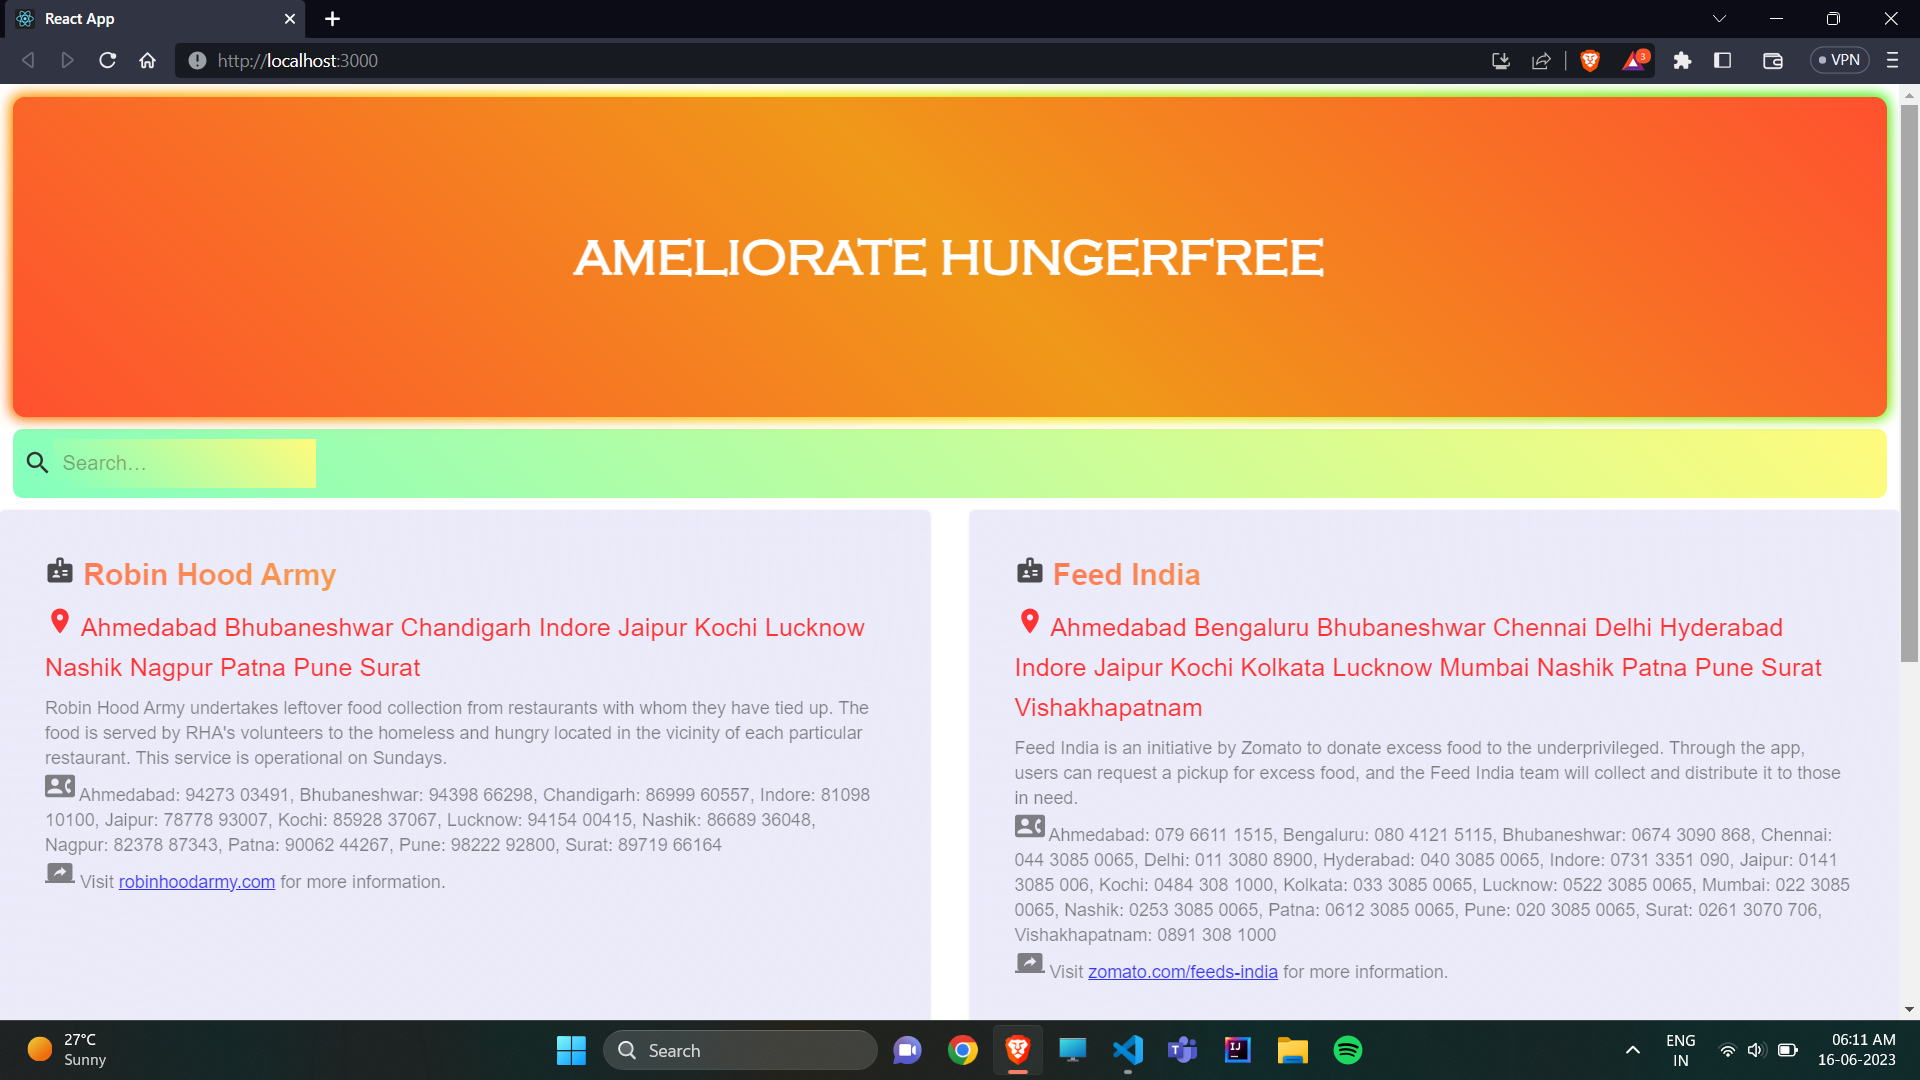 React App
http://localhost:3000
3
VPN
AMELIORATE HUNGERFREE
Search...
Robin Hood Army
Ahmedabad Bhubaneshwar Chandigarh Indore Jaipur Kochi Lucknow
Nashik Nagpur Patna Pune Surat
Robin Hood Army undertakes leftover food collection from restaurants with whom they have tied up. The
food is served by RHA's volunteers to the homeless and hungry located in the vicinity of each particular
restaurant. This service is operational on Sundays.
Ahmedabad: 94273 03491, Bhubaneshwar: 94398 66298, Chandigarh: 86999 60557, Indore: 81098
10100, Jaipur: 78778 93007, Kochi: 85928 37067, Lucknow: 94154 00415, Nashik: 86689 36048,
Nagpur: 82378 87343, Patna: 90062 44267, Pune: 98222 92800, Surat: 89719 66164
Visit robinhoodarmy.com for more information.
Feed India
Ahmedabad Bengaluru Bhubaneshwar Chennai Delhi Hyderabad
Indore Jaipur Kochi Kolkata Lucknow Mumbai Nashik Patna Pune Surat
Vishakhapatnam
Feed India is an initiative by Zomato to donate excess food to the underprivileged. Through the app,
users can request a pickup for excess food, and the Feed India team will collect and distribute it to those
in need.
Ahmedabad: 079 6611 1515, Bengaluru: 080 4121 5115, Bhubaneshwar: 0674 3090 868, Chennai:
044 3085 0065, Delhi: 011 3080 8900, Hyderabad: 040 3085 0065, Indore: 0731 3351 090, Jaipur: 0141
3085 006, Kochi: 0484 308 1000, Kolkata: 033 3085 0065, Lucknow: 0522 3085 0065, Mumbai: 022 3085
0065, Nashik: 0253 3085 0065, Patna: 0612 3085 0065, Pune: 020 3085 0065, Surat: 0261 3070 706,
Vishakhapatnam: 0891 308 1000
Visit zomato.com/feeds-india for more information.
27°C
Sunny
Search
ENG
IN
06:11 AM
16-06-2023